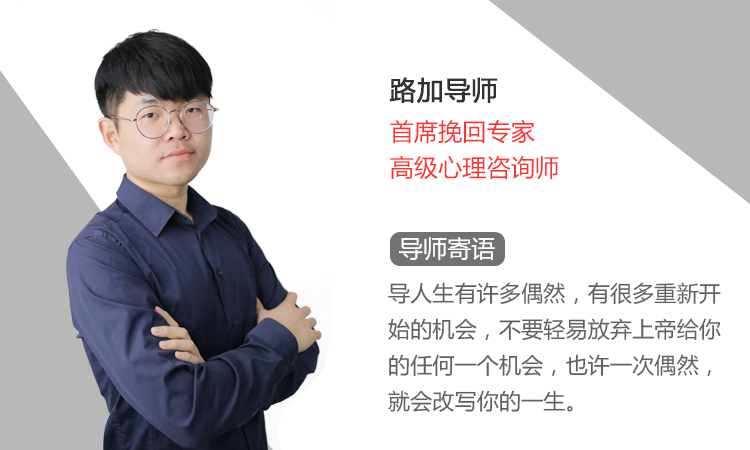 路加导师
首席挽回专家
高级心理咨询师
导师寄语
导人生有许多偶然，有很多重新开
始的机会，不要轻易放弃上帝给你
的任何一个机会，也许一次偶然，
就会改写你的一生。